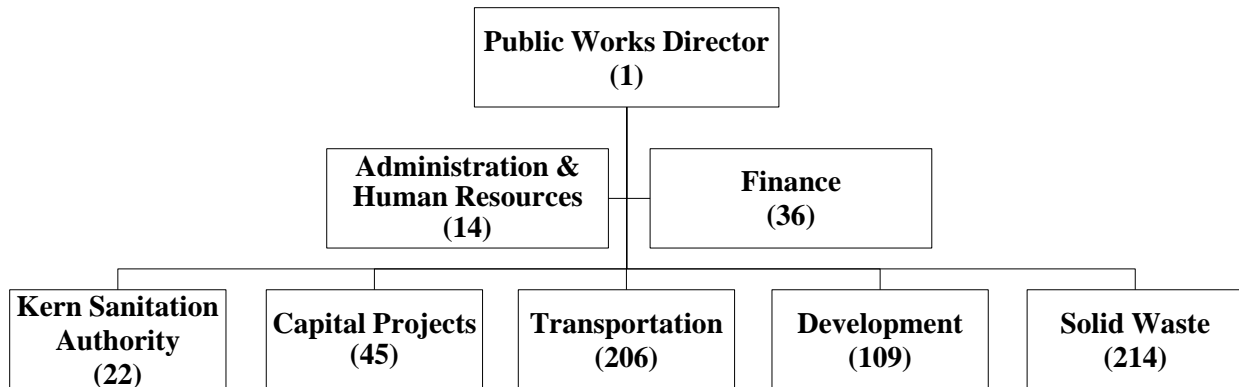 Public Works Director
(1)
Administration &
Human Resources
(14)
Finance
(36)
Kern Sanitation
Authority
(22)
Capital Projects
(45)
Transportation
(206)
Development
(109)
Solid Waste
(214)